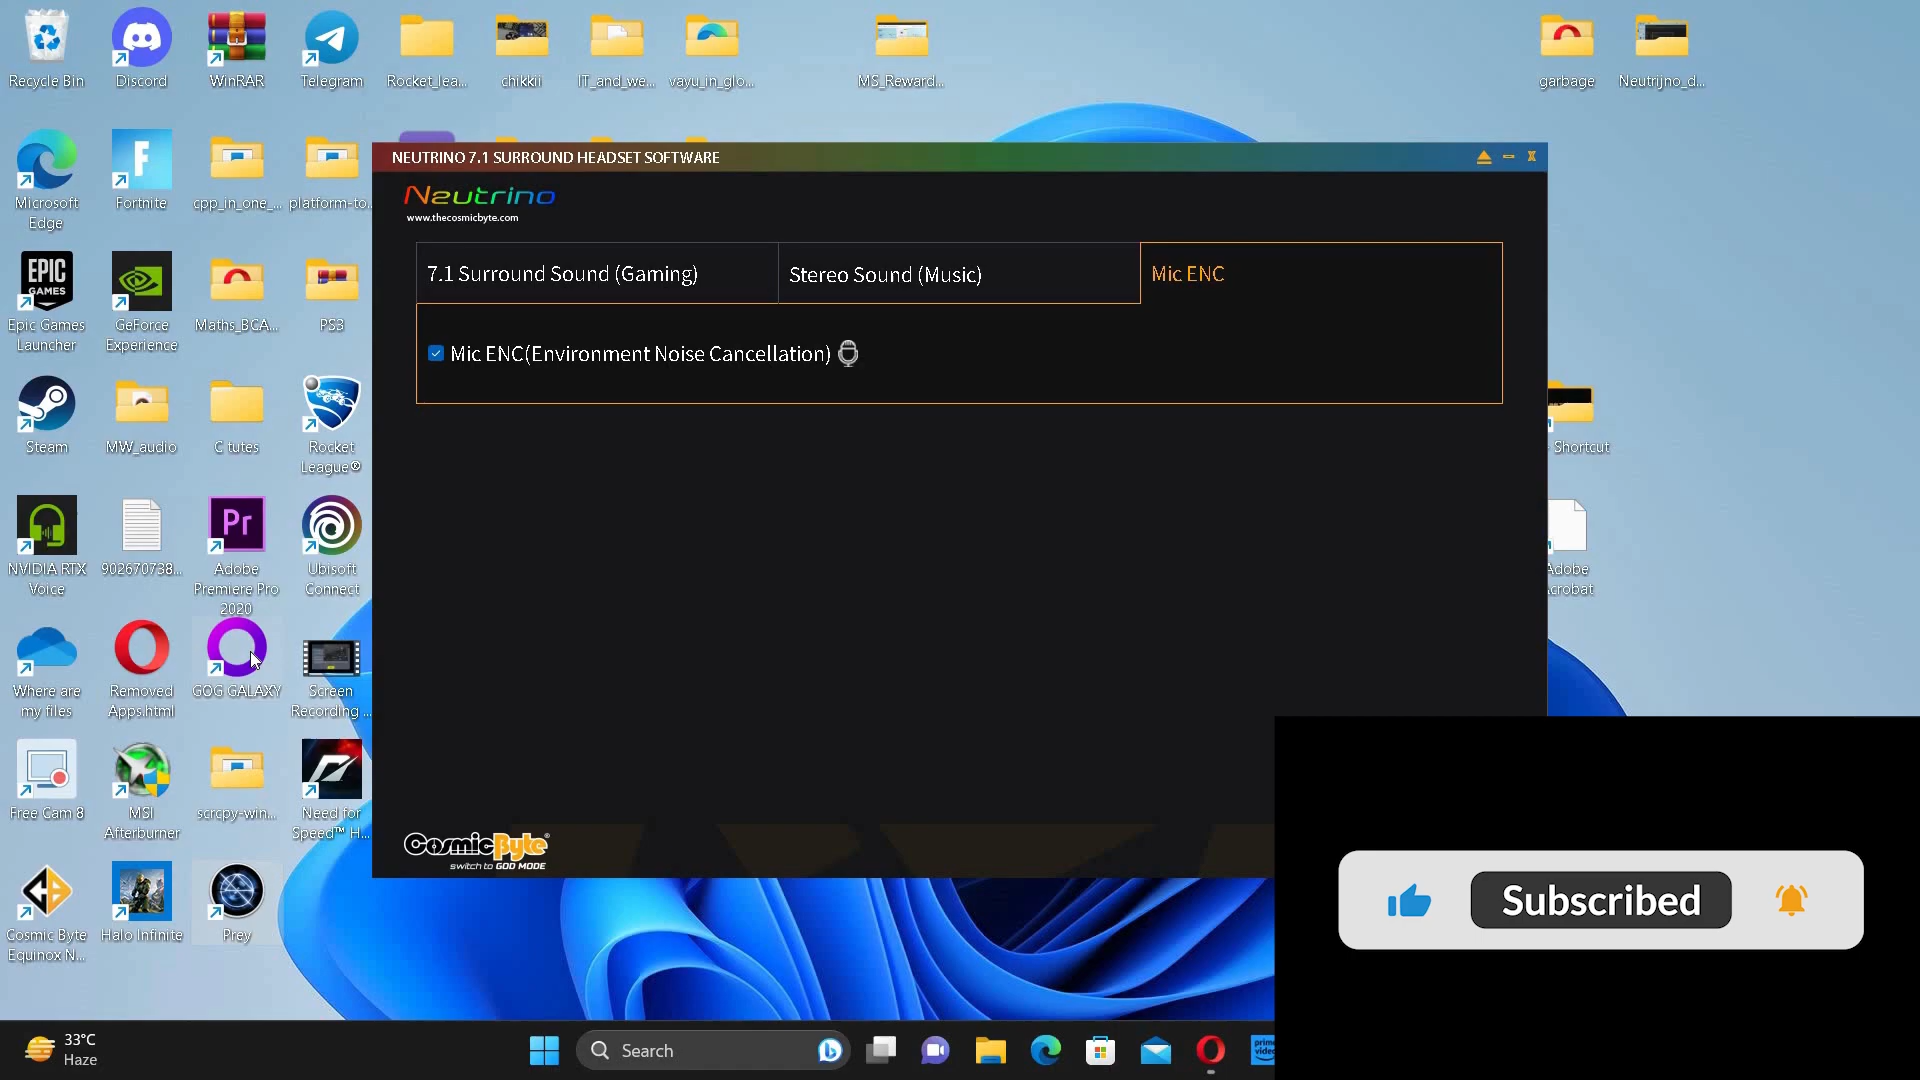 Recycle Bin
Discord
WinRAR
Telegram
Rocket_lea...
chikkii
IT_and_we...
vayu_in_glo...
MS_Reward...
garbage
Neutrijno_d...
Microsoft
Edge
Fortnite
cpp_in_one_...
platform-to...
NEUTRINO 7.1 SURROUND HEADSET SOFTWARE
Neutrino
www.thecosmicbyte.com
7.1 Surround Sound (Gaming)
Stereo Sound (Music)
Mic ENC
Mic ENC(Environment Noise Cancellation)
EPIC
GAMES
Epic Games
Launcher
GeForce
Experience
Maths_BCA...
PS3
Steam
MW_audio
C tutes
Rocket
League®
Shortcut
NVIDIA RTX
Voice
902670738...
Pr
Adobe
Premiere Pro
2020
Ubisoft
Connect
Adobe
Acrobat
Where are
my files
Removed
Apps.html
GOG GALAXY
Screen
Recording ...
Free Cam 8
MSI
Afterburner
scrcpy-win...
Need for
Speed™ H...
CosmicByte®
switch to GOD MODE
Subscribed
Cosmic Byte
Equinox N...
Halo Infinite
Prey
33°C
Haze
Search
prime
video